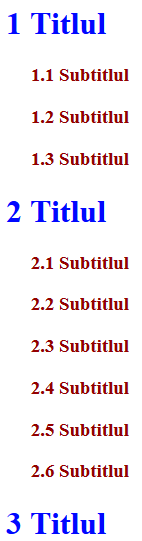 1 Titlul
1.1 Subtitlul
1.2 Subtitlul
1.3 Subtitlul
2 Titlul
2.1 Subtitlul
2.2 Subtitlul
2.3 Subtitlul
2.4 Subtitlul
2.5 Subtitlul
2.6 Subtitlul
3 Titlul